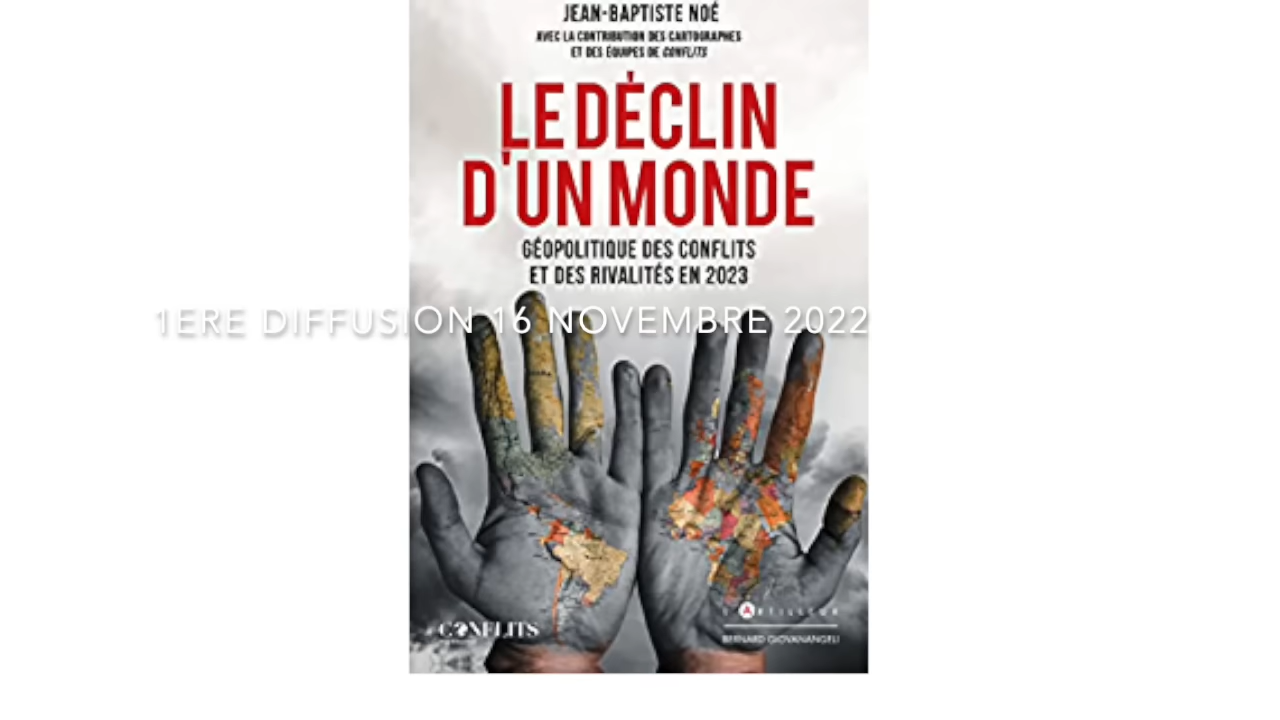 JEAN-BAPTISTE NOÉ
AVEC LA CONTRIBUTION DES CARTOGRAPHES
ET DES ÉQUIPES DE CONFLITS
LE DÉCLIN
D'UN MONDE
GÉOPOLITIQUE DES CONFLITS
ET DES RIVALITÉS EN 2023
1ERE DIFFUSION 16 NOVEMBRE 2022
CONFLITS
L'ARTILLEUR
BERNARD GIOVANANGELI